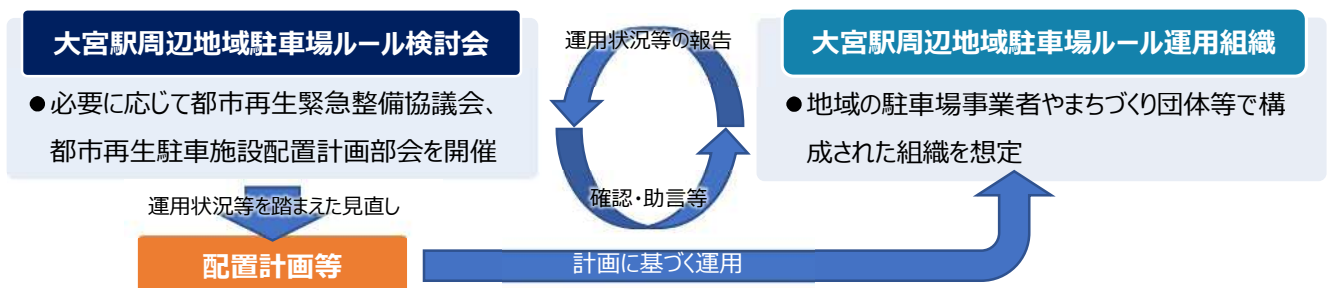 大宮駅周辺地域駐車場ルール検討会
●必要に応じて都市再生緊急整備協議会、
都市再生駐車施設配置計画部会を開催
運用状況等の報告
確認・助言等
大宮駅周辺地域駐車場ルール運用組織
●地域の駐車場事業者やまちづくり団体等で構
成された組織を想定
運用状況等を踏まえた見直し
配置計画等
計画に基づく運用